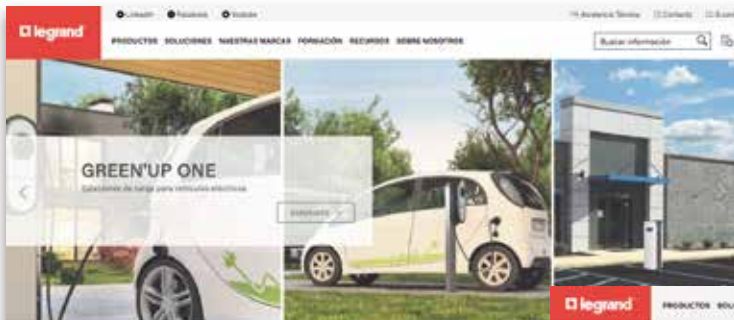 LinkedIn Facebook Youtube
Asistencia Técnica Contacto
legrand
PRODUCTOS SOLUCIONES NUESTRAS MARCAS FORMACIÓN RECURSOS SOBRE NOSOTROS
Buscar información
GREEN'UP ONE
Estaciones de carga para vehículos eléctricos
legrand
PRODUCTOS